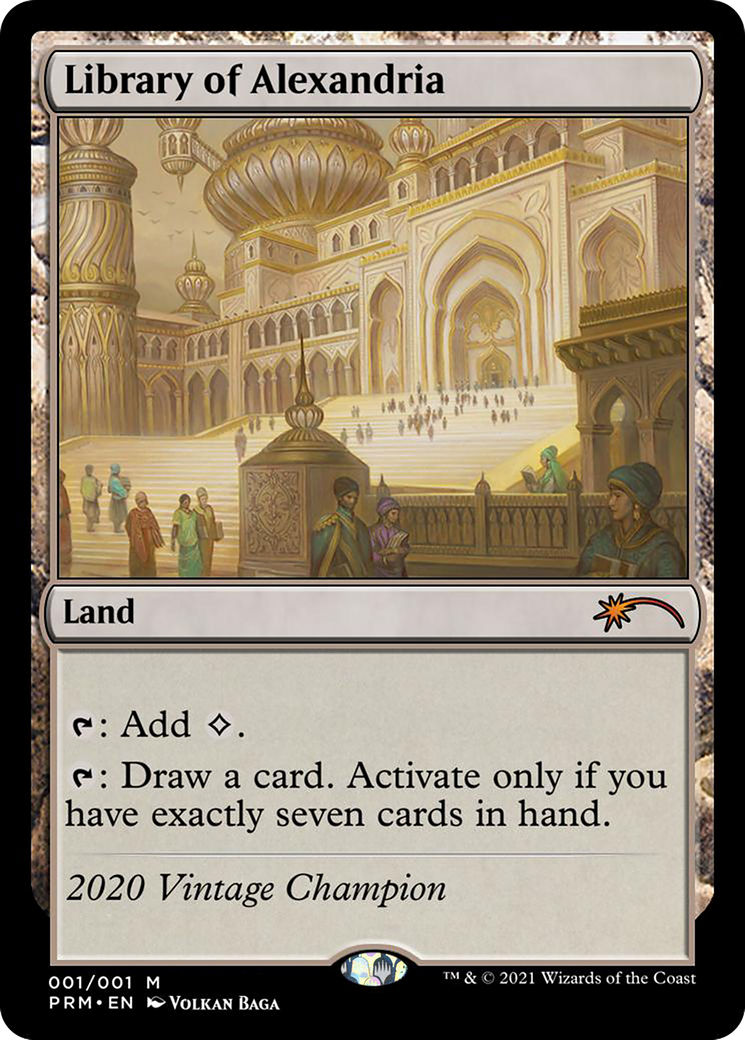 Library of Alexandria
Land
: Add .
: Draw a card. Activate only if you
have exactly seven cards in hand.
2020 Vintage Champion
001/001 M
PRM•EN VOLKAN BAGA
™ & © 2021 Wizards of the Coast